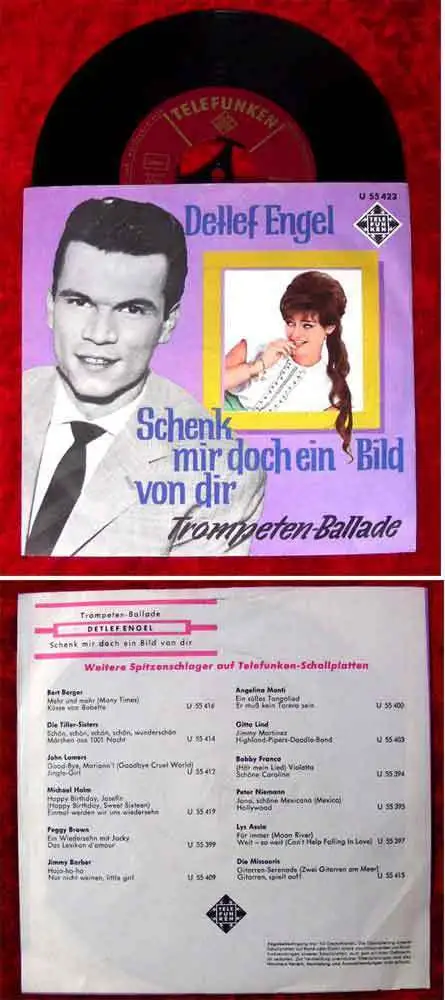 TELEFUNKEN
U 55 423
Detlef Engel
TELE
FUN
KEN
Schenk
mir doch ein Bild
von dir
Trompeten-Ballade
Trompeten-Ballade
DETLEF ENGEL
Schenk mir doch ein Bild von dir
Weitere Spitzenschlager auf Telefunken-Schallplatten
Bert Berger
Mehr und mehr (Many Times)
Küsse von Babette U 55 416
Die Tiller-Sisters
Schön, schön, schön, schön, wunderschön
Märchen aus 1001 Nacht U 55 414
John Lamers
Good-Bye, Mariann'l (Goodbye Cruel World)
Jingle-Girl U 55 412
Michael Holm
Happy Birthday, Josefin
(Happy Birthday, Sweet Sixteen)
Einmal werden wir uns wiedersehn U 55 419
Peggy Brown
Ein Wiedersehn mit Jacky
Das Lexikon d'amour U 55 399
Jimmy Barber
Hojo-ho-ho
Nur nicht weinen, little girl U 55 409
Angelina Monti
Ein süßes Tangolied
Er muß kein Torero sein U 55 400
Gitta Lind
Jimmy Martinez
Highland-Pipers-Doodle-Band U 55 403
Bobby Franco
(Hör mein Lied) Violetta
Schöne Caroline U 55 394
Peter Niemann
Jana, schöne Mexicana (Mexico)
Hollywood U 55 395
Lys Assia
Für immer (Moon River)
Weit – so weit (Can't Help Falling In Love) U 55 397
Die Missouris
Gitarren-Serenade (Zwei Gitarren am Meer)
Gitarren, spielt auf! U 55 415
TELE
FUN
KEN